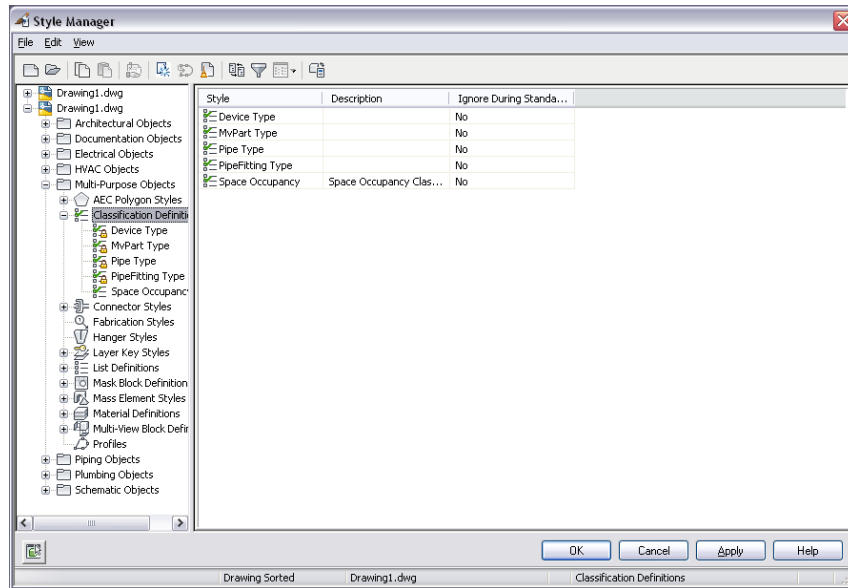 Style Manager
File Edit View
Drawing1.dwg
Drawing1.dwg
Architectural Objects
Documentation Objects
Electrical Objects
HVAC Objects
Multi-Purpose Objects
AEC Polygon Styles
Classification Definiti
Device Type
MvPart Type
Pipe Type
PipeFitting Type
Space Occupanc
Connector Styles
Fabrication Styles
Hanger Styles
Layer Key Styles
List Definitions
Mask Block Definition
Mass Element Styles
Material Definitions
Multi-View Block Defir
Profiles
Piping Objects
Plumbing Objects
Schematic Objects
Style Description Ignore During Standa...
Device Type No
MvPart Type No
Pipe Type No
PipeFitting Type No
Space Occupancy Space Occupancy Clas... No
OK Cancel Apply Help
Drawing Sorted Drawing1.dwg Classification Definitions